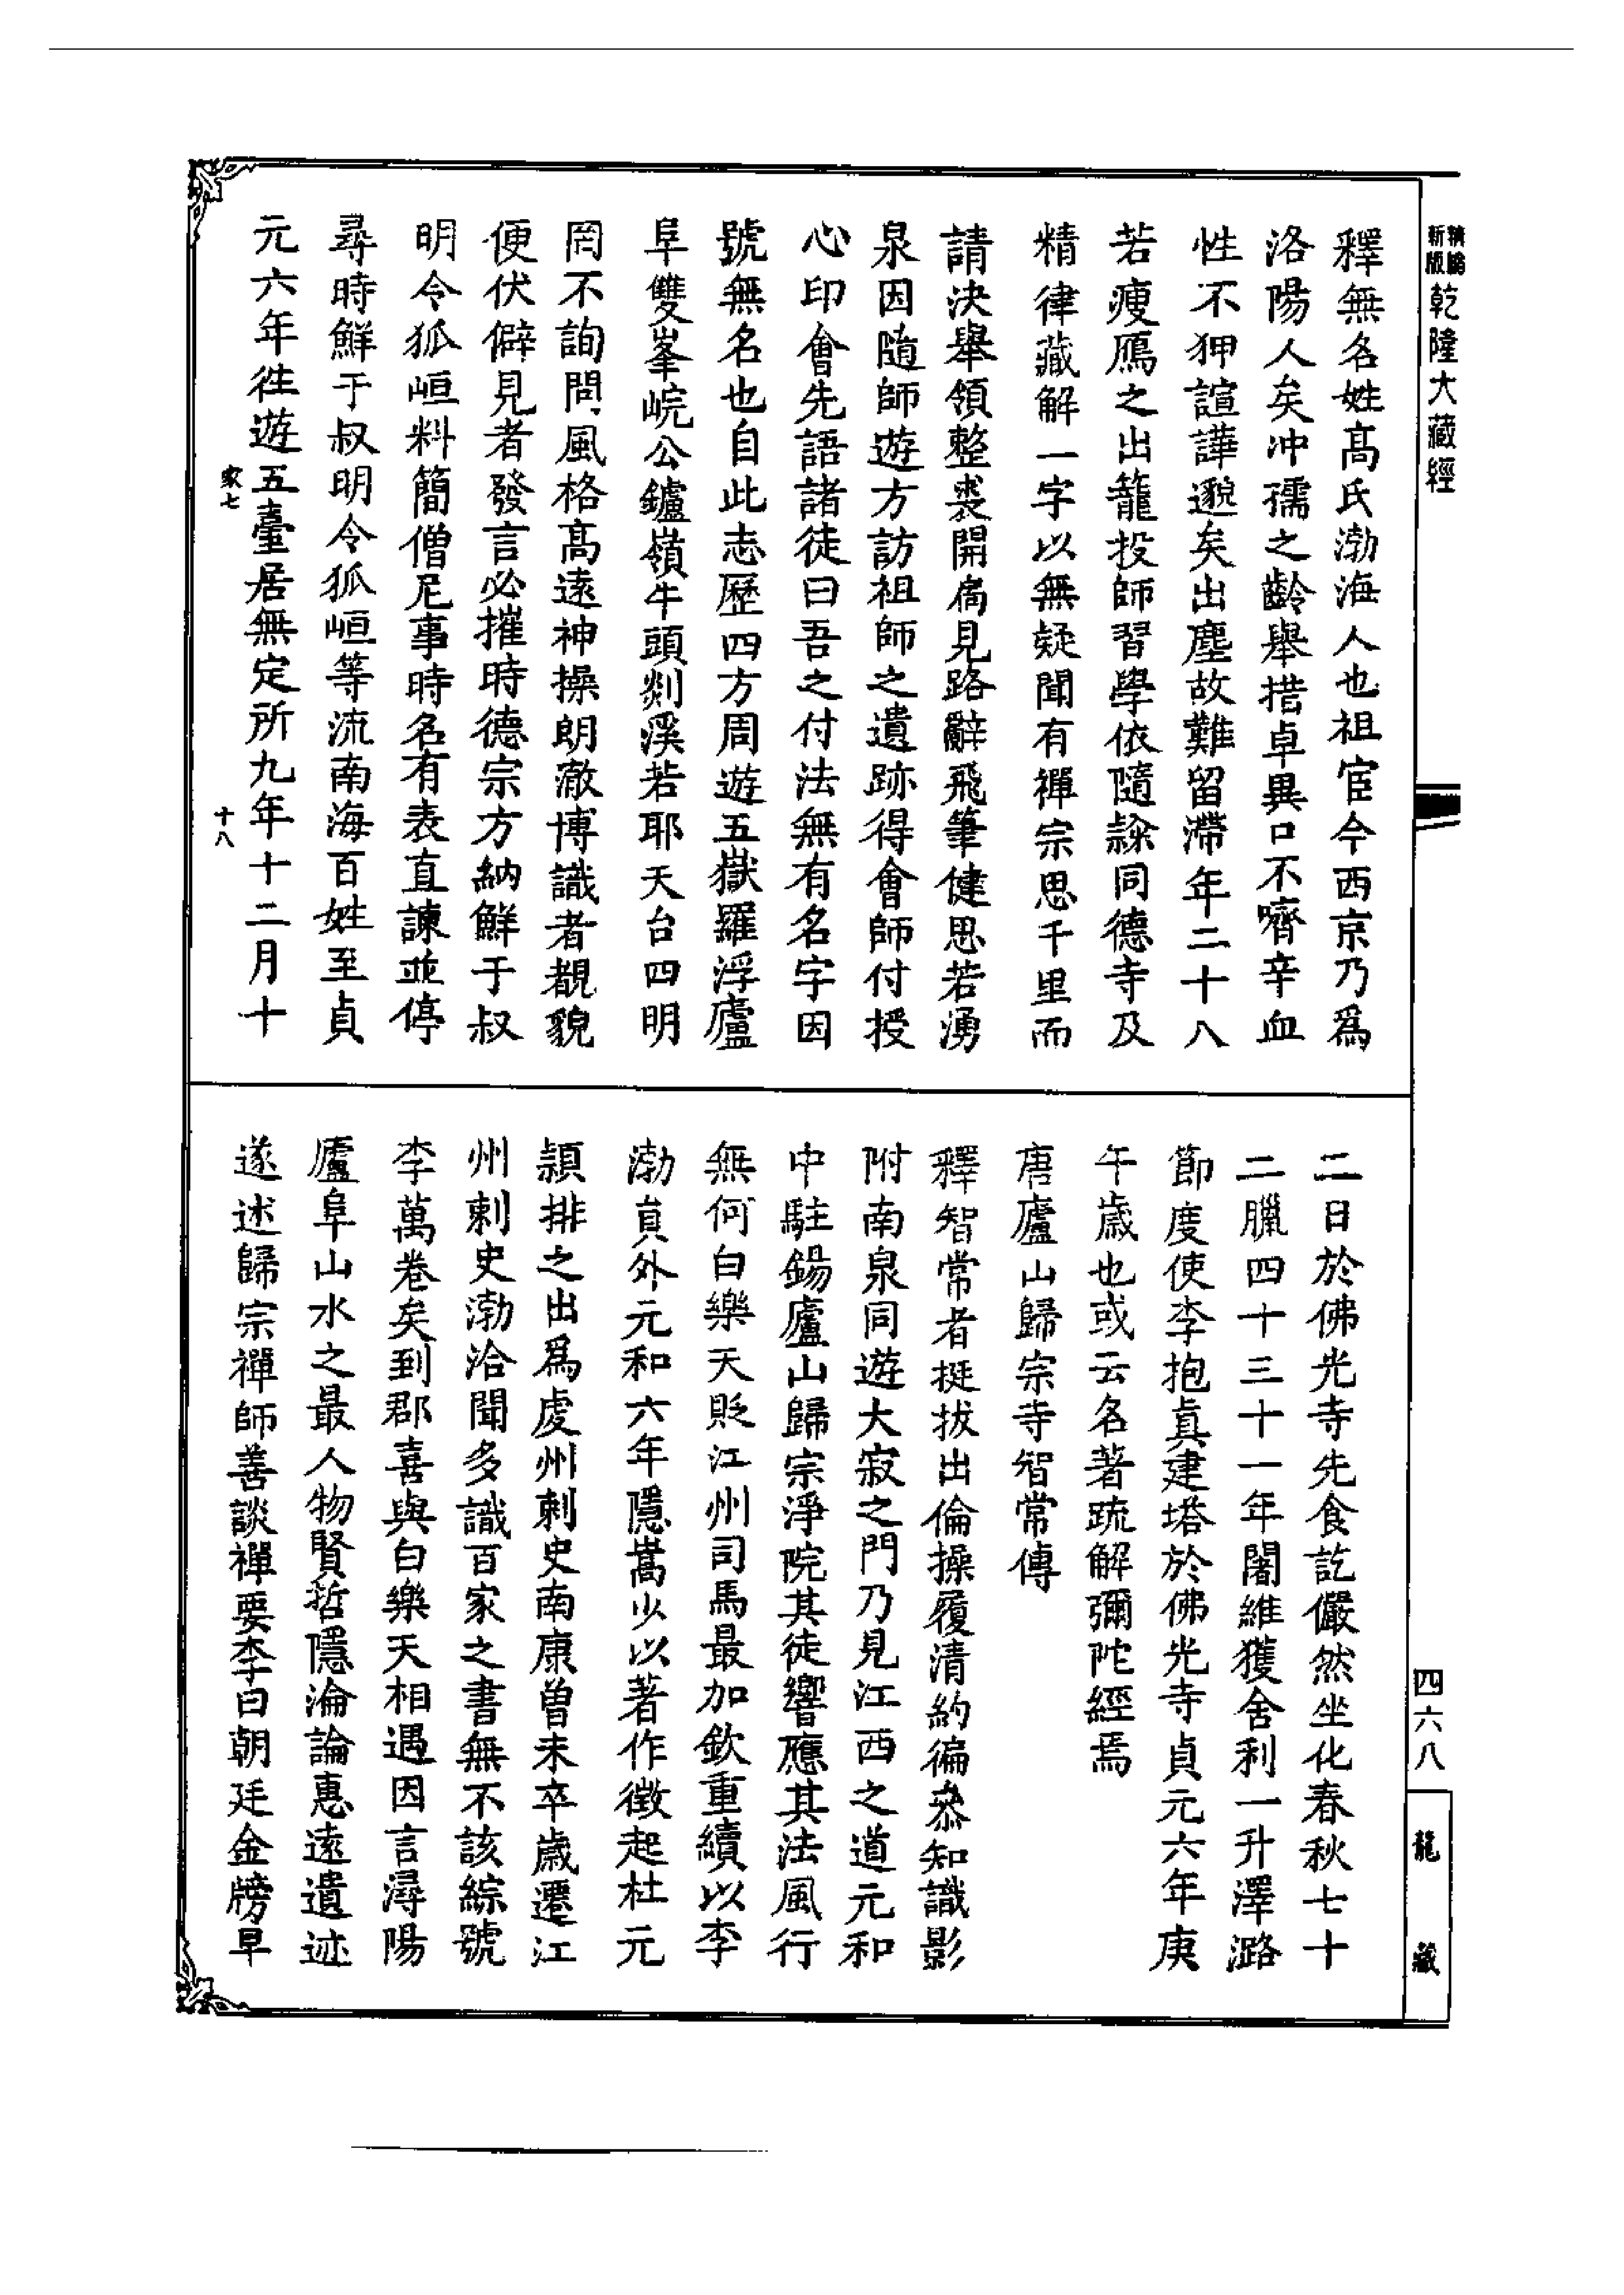 精編
新版
乾隆大藏經
釋無名姓高氏渤海人也祖宦今西京乃爲
洛陽人矣冲孺之齡舉措卓異口不嚌辛血
性不狎諠譁邈矣出塵故難留滯年二十八
若瘦鴈之出籠投師習學依隨隷同德寺及
精律藏解一字以無疑聞有禪宗思千里而
請決舉領整裘開扃見路辭飛筆健思若湧
泉因随師遊方訪祖師之遺跡得會師付授
心印會先語諸徒曰吾之付法無有名字因
號無名也自此志歷四方周遊五嶽羅浮廬
阜雙峯皖公鑪嶺牛頭剡溪若耶天台四明
罔不詢問風格高遠神操朗澈博識者覩貌
便伏僻見者發言必摧時德宗方納鮮于叔
明令狐峘料簡僧尼事時名有表直諫並停
尋時鮮于叔明令狐峘等流南海百姓至貞
元六年徃遊五臺居無定所九年十二月十
家七
十八
二日於佛光寺先食訖儼然坐化春秋七十
二臘四十三十一年闍維獲舍利一升澤潞
節度使李抱眞建塔於佛光寺貞元六年庚
午歲也或云名著疏解彌陀經焉
唐廬山歸宗寺智常傳
釋智常者挺拔出倫操履清約徧叅知識影
附南泉同遊大寂之門乃見江西之道元和
中駐錫廬山歸宗淨院其徒響應其法風行
無何白樂天貶江州司馬最加欽重續以李
渤貟外元和六年隱嵩少以著作徵起杜元
頴排之出爲虔州刺史南康曾未卒歲遷江
州刺史渤洽聞多識百家之書無不該綜號
李萬卷矣到郡喜與白樂天相遇因言潯陽
廬阜山水之最人物賢哲隱淪論惠遠遺迹
遂述歸宗禪師善談禪要李曰朝廷金牓早
四六八
龍藏